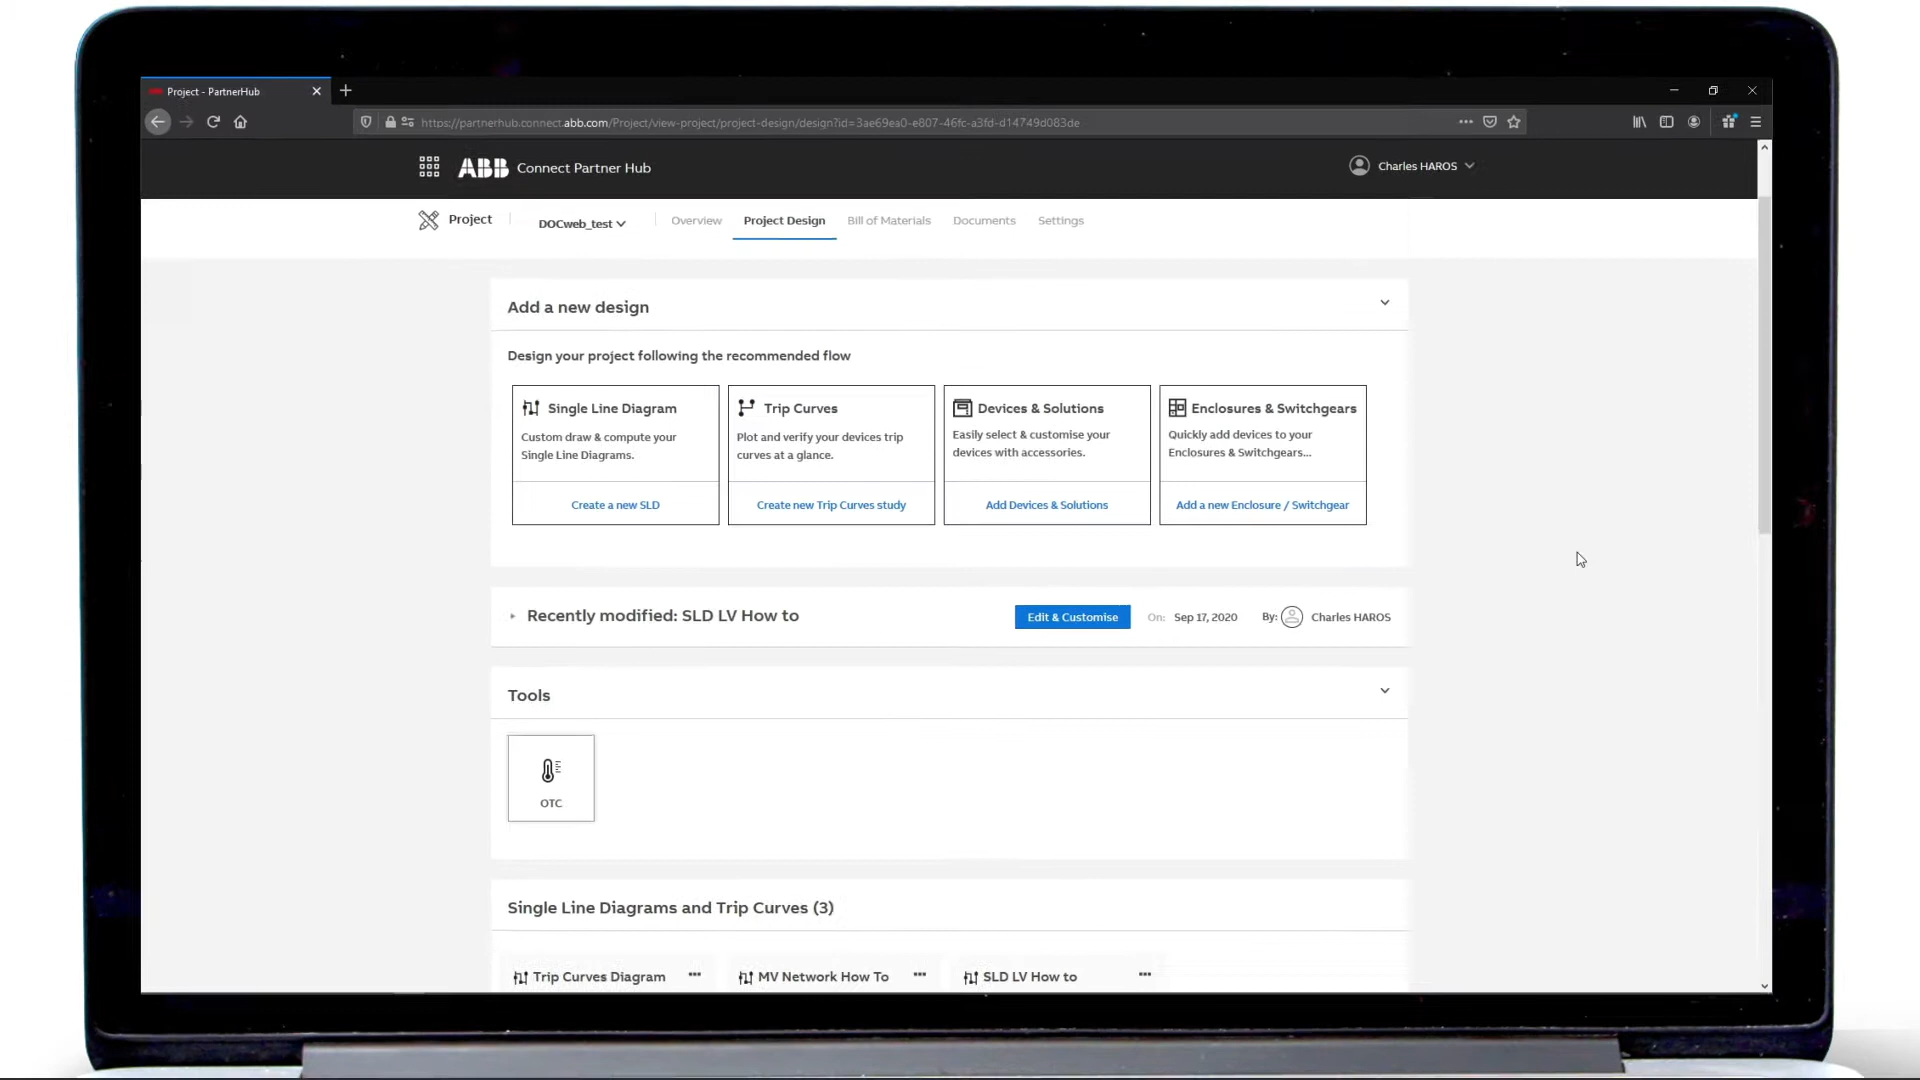 Project - PartnerHub
https://partnerhub.connect.abb.com/Project/view-project/project-design/design?id=3ae69ea0-e807-46fc-a3fd-d14749d083de
ABB Connect Partner Hub
Charles HAROS
Project
DOCweb_test
Overview
Project Design
Bill of Materials
Documents
Settings
Add a new design
Design your project following the recommended flow
Single Line Diagram
Custom draw & compute your
Single Line Diagrams.
Create a new SLD
Trip Curves
Plot and verify your devices trip
curves at a glance.
Create new Trip Curves study
Devices & Solutions
Easily select & customise your
devices with accessories.
Add Devices & Solutions
Enclosures & Switchgears
Quickly add devices to your
Enclosures & Switchgears...
Add a new Enclosure / Switchgear
Recently modified: SLD LV How to
Edit & Customise
On: Sep 17, 2020
By: Charles HAROS
Tools
OTC
Single Line Diagrams and Trip Curves (3)
Trip Curves Diagram
MV Network How To
SLD LV How to